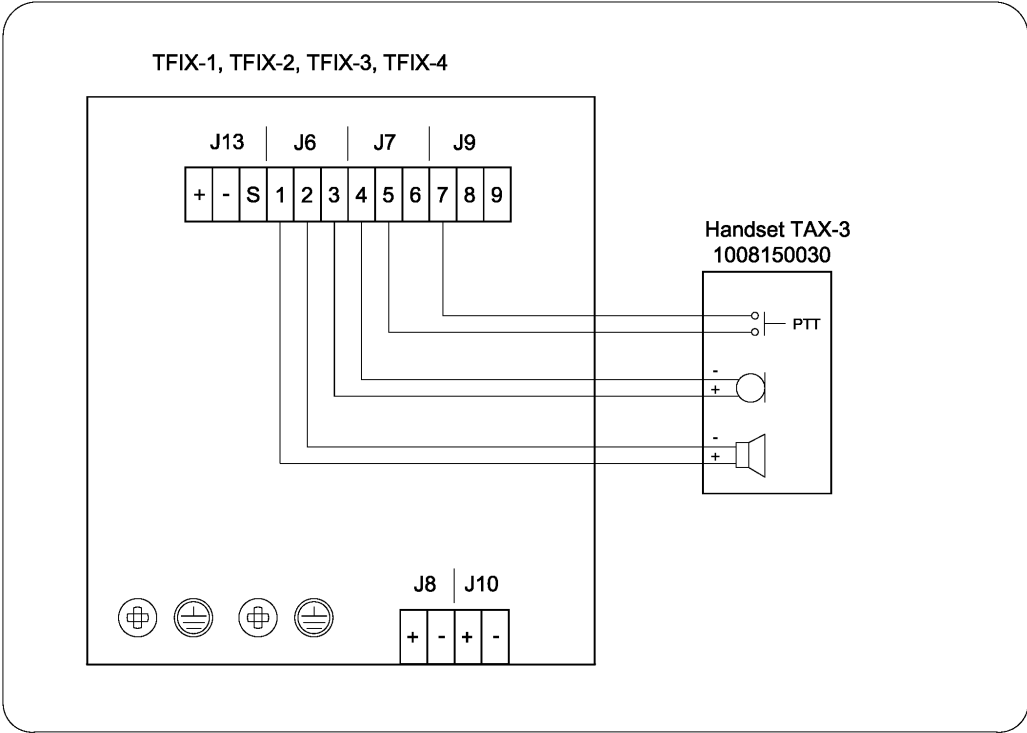 TFIX-1, TFIX-2, TFIX-3, TFIX-4
J13 J6 J7 J9
+ - S 1 2 3 4 5 6 7 8 9
Handset TAX-3
1008150030
PTT
-
+
-
+
J8 J10
+ - + -